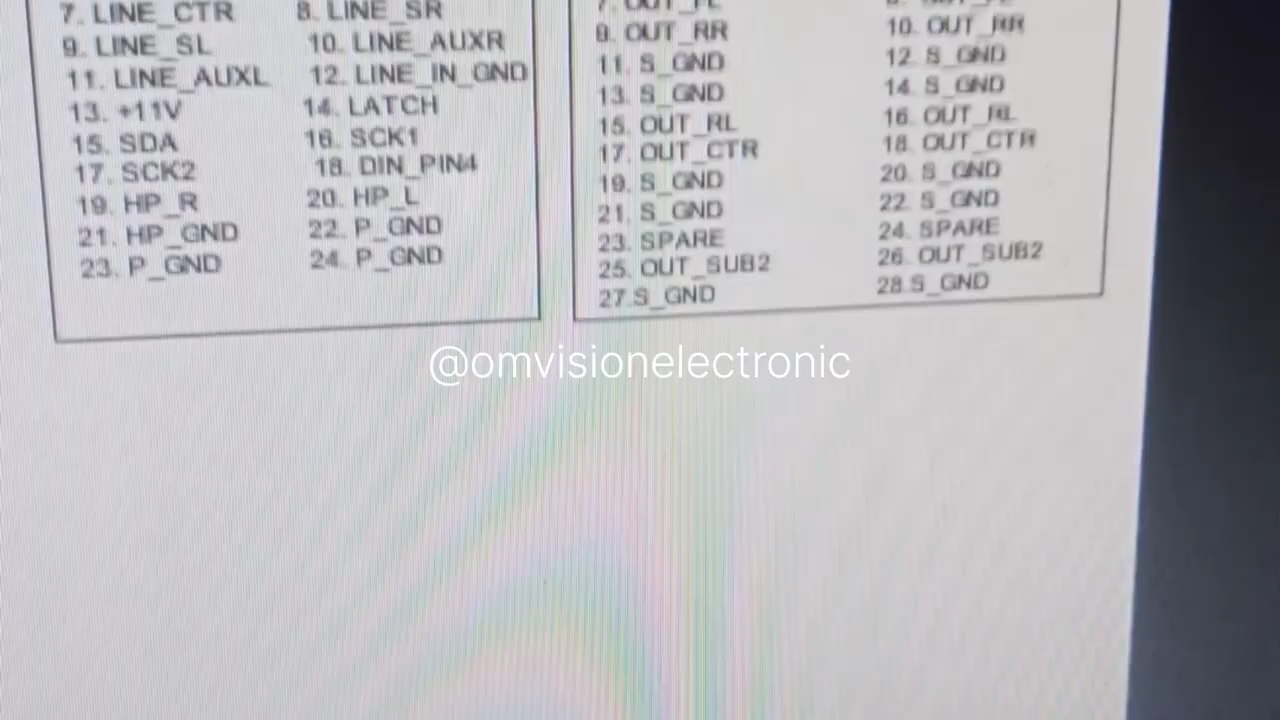 7. LINE_CTR 8. LINE_SR
9. LINE_SL 10. LINE_AUXR
11. LINE_AUXL 12. LINE_IN_GND
13. +11V 14. LATCH
15. SDA 16. SCK1
17. SCK2 18. DIN_PIN4
19. HP_R 20. HP_L
21. HP_GND 22. P_GND
23. P_GND 24. P_GND
9. OUT_RR 10. OUT_RR
11. S_GND 12. S_GND
13. S_GND 14. S_GND
15. OUT_RL 16. OUT_RL
17. OUT_CTR 18. OUT_CTR
19. S_GND 20. S_GND
21. S_GND 22. S_GND
23. SPARE 24. SPARE
25. OUT_SUB2 26. OUT_SUB2
27.S_GND 28.S_GND
@omvisionelectronic